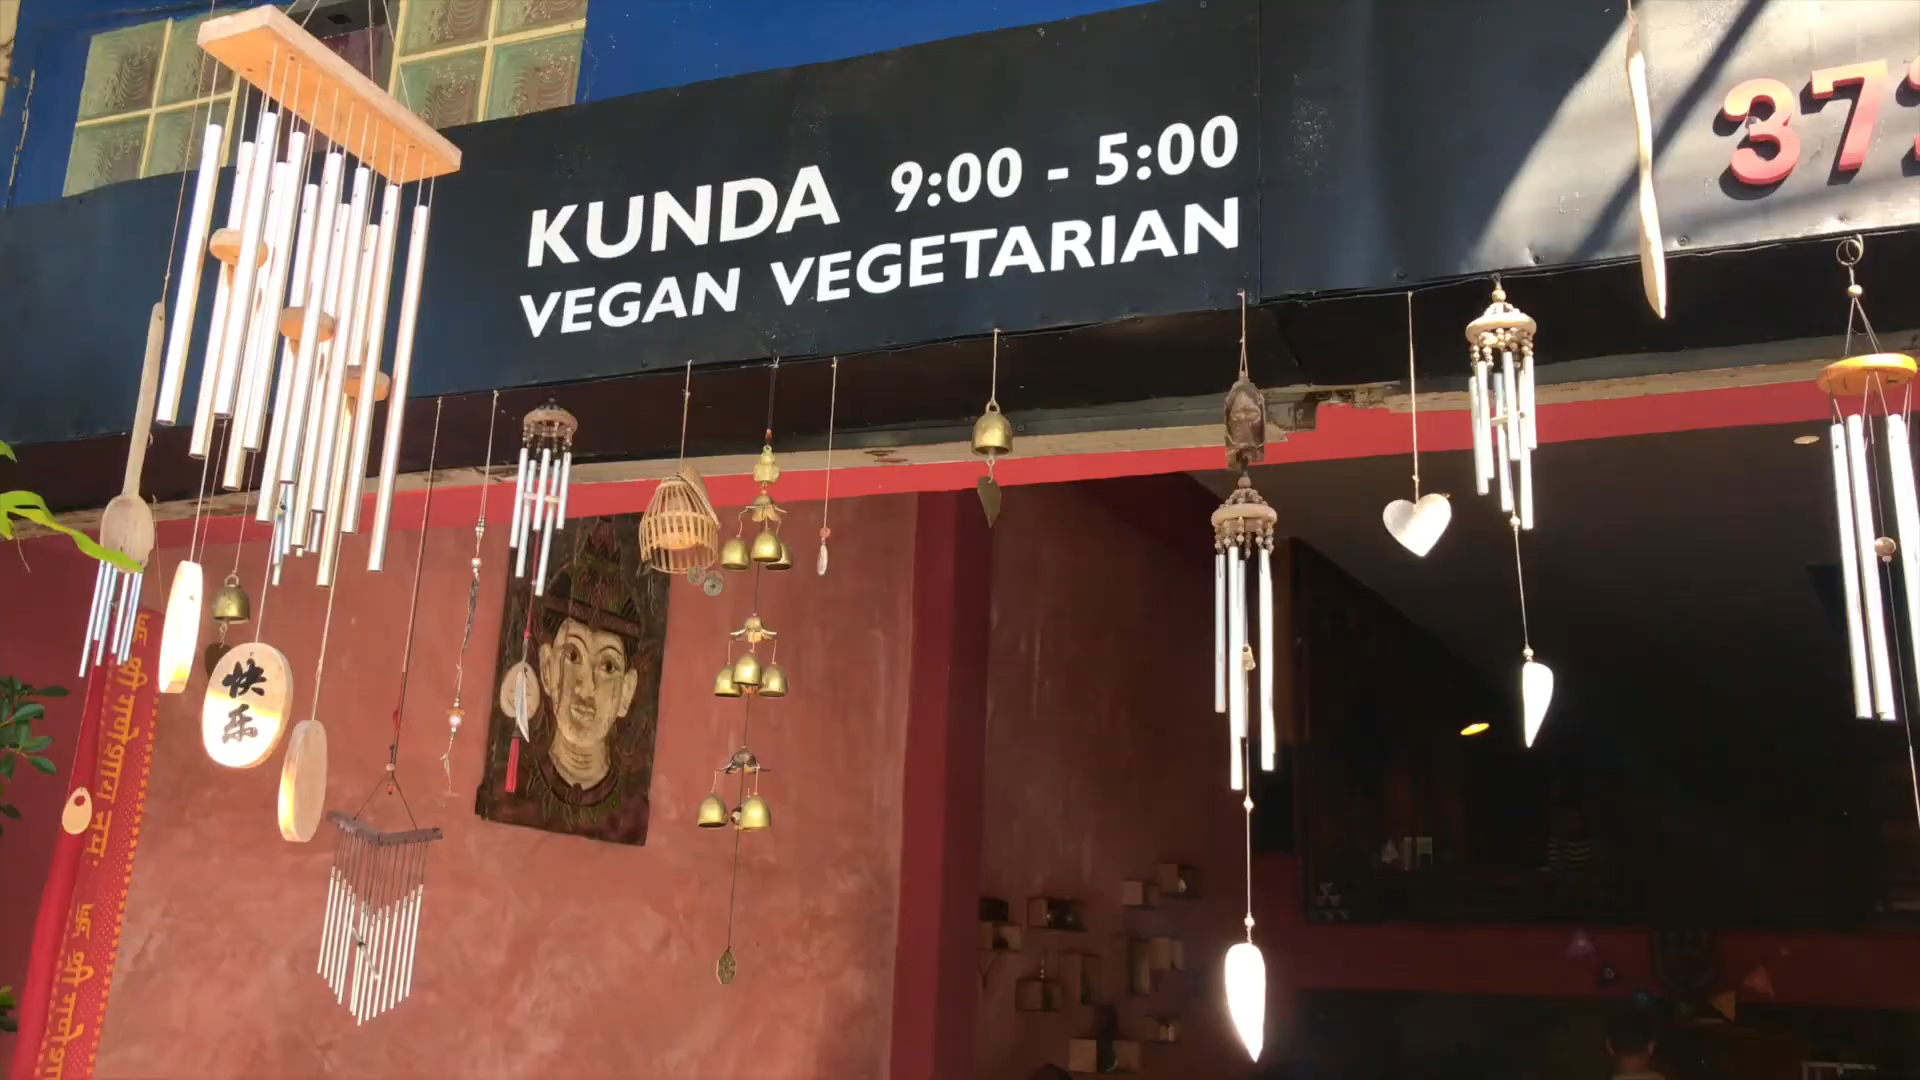 KUNDA 9:00 - 5:00
VEGAN VEGETARIAN
快
乐